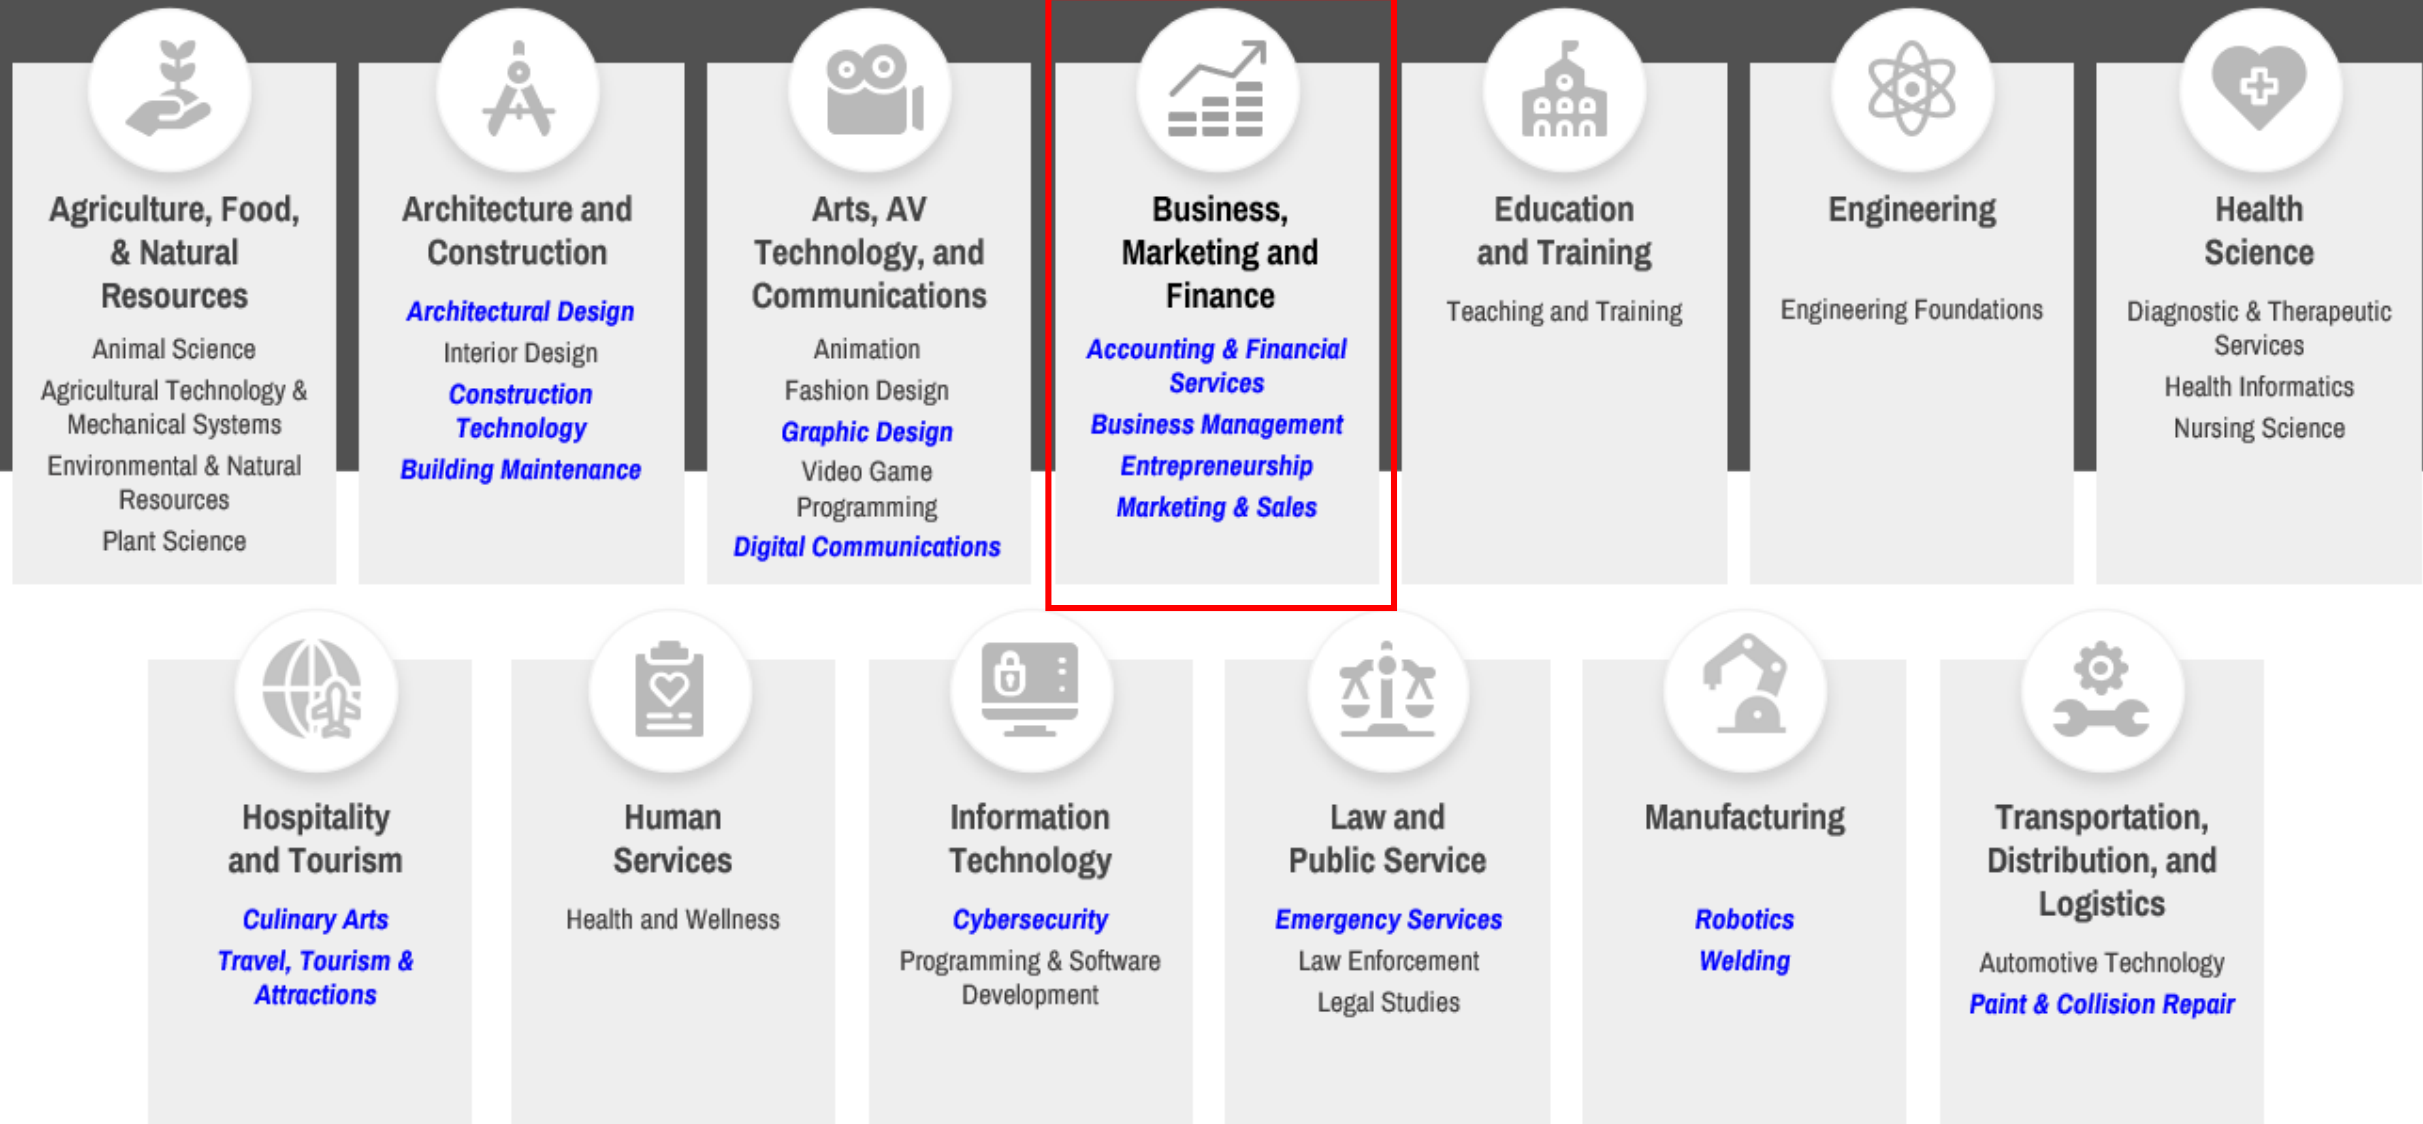 Agriculture, Food,
& Natural
Resources
Animal Science
Agricultural Technology &
Mechanical Systems
Environmental & Natural
Resources
Plant Science
Architecture and
Construction
Architectural Design
Interior Design
Construction
Technology
Building Maintenance
Arts, AV
Technology, and
Communications
Animation
Fashion Design
Graphic Design
Video Game
Programming
Digital Communications
Business,
Marketing and
Finance
Accounting & Financial
Services
Business Management
Entrepreneurship
Marketing & Sales
Education
and Training
Teaching and Training
Engineering
Engineering Foundations
Health
Science
Diagnostic & Therapeutic
Services
Health Informatics
Nursing Science
Hospitality
and Tourism
Culinary Arts
Travel, Tourism &
Attractions
Human
Services
Health and Wellness
Information
Technology
Cybersecurity
Programming & Software
Development
Law and
Public Service
Emergency Services
Law Enforcement
Legal Studies
Manufacturing
Robotics
Welding
Transportation,
Distribution, and
Logistics
Automotive Technology
Paint & Collision Repair